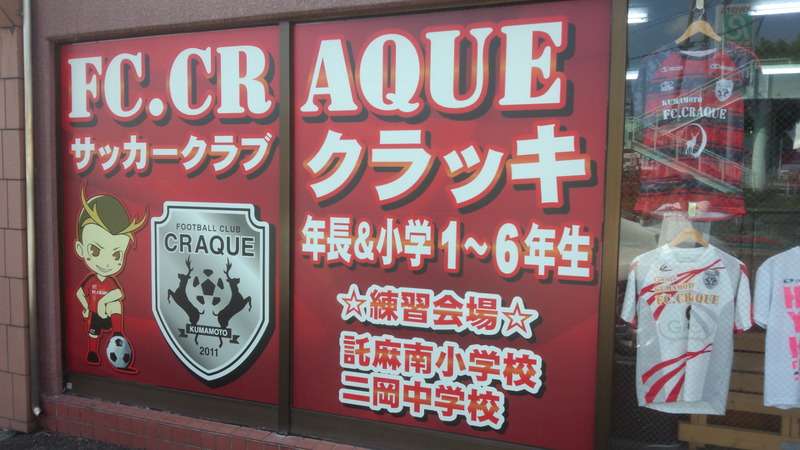 FC.CRAQUE
サッカークラブ クラッキ
年長&小学1〜6年生
☆練習会場☆
託麻南小学校
二岡中学校
FOOTBALL CLUB
CRAQUE
KUMAMOTO
2011
KUMAMOTO
FC.CRAQUE
KUMAMOTO
FC.CRAQUE